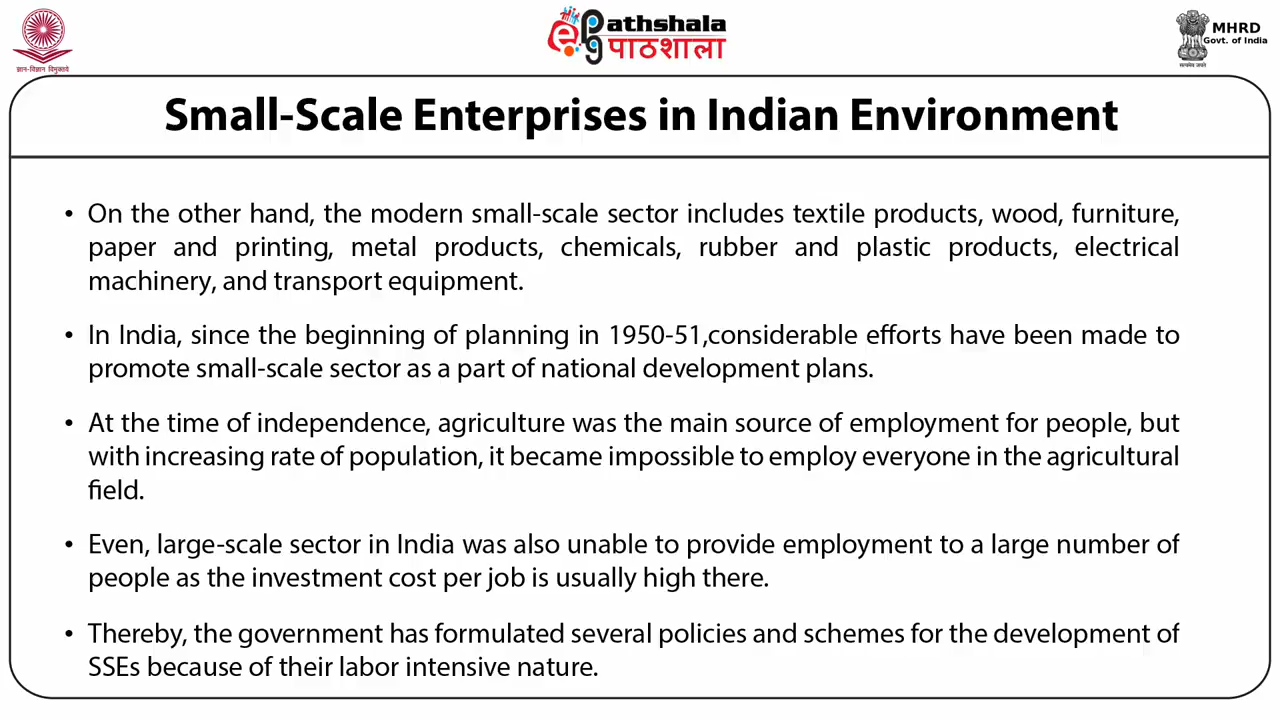 ज्ञान-विज्ञान विमुक्तये
epg
athshala
पाठशाला
सत्यमेव जयते
MHRD
Govt. of India
Small-Scale Enterprises in Indian Environment
• On the other hand, the modern small-scale sector includes textile products, wood, furniture,
paper and printing, metal products, chemicals, rubber and plastic products, electrical
machinery, and transport equipment.
• In India, since the beginning of planning in 1950-51,considerable efforts have been made to
promote small-scale sector as a part of national development plans.
• At the time of independence, agriculture was the main source of employment for people, but
with increasing rate of population, it became impossible to employ everyone in the agricultural
field.
• Even, large-scale sector in India was also unable to provide employment to a large number of
people as the investment cost per job is usually high there.
• Thereby, the government has formulated several policies and schemes for the development of
SSEs because of their labor intensive nature.